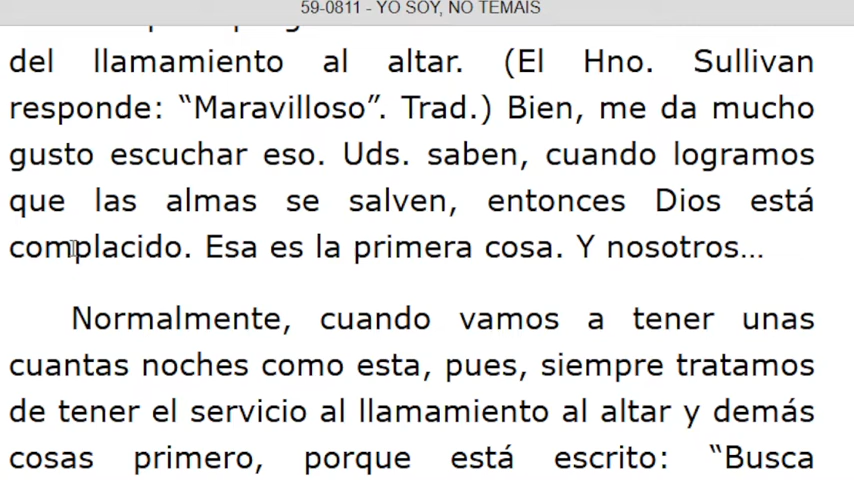 59-0811 - YO SOY, NO TEMAIS
del llamamiento al altar. (El Hno. Sullivan
responde: “Maravilloso”. Trad.) Bien, me da mucho
gusto escuchar eso. Uds. saben, cuando logramos
que las almas se salven, entonces Dios está
complacido. Esa es la primera cosa. Y nosotros...
Normalmente, cuando vamos a tener unas
cuantas noches como esta, pues, siempre tratamos
de tener el servicio al llamamiento al altar y demás
cosas primero, porque está escrito: “Busca